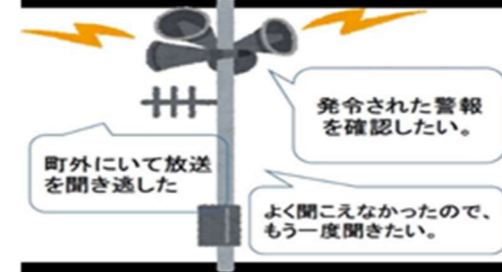 発令された警報
を確認したい。
町外にいて放送
を聞き逃した
よく聞こえなかったので、
もう一度聞きたい。